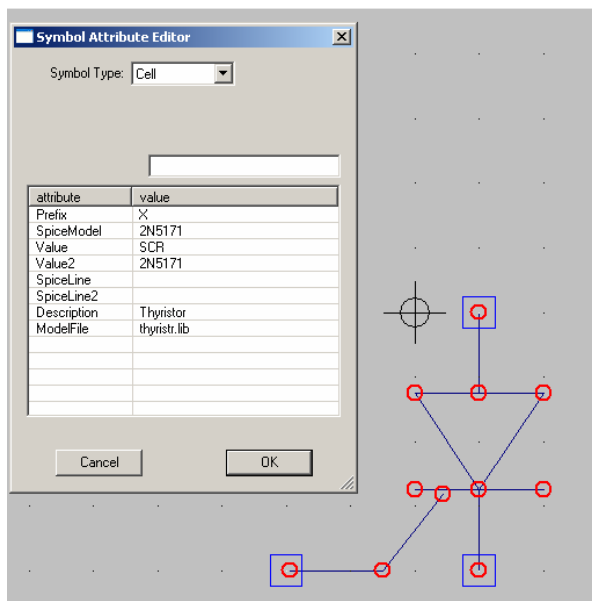 Symbol Attribute Editor
Symbol Type: Cell
attribute value
Prefix X
SpiceModel 2N5171
Value SCR
Value2 2N5171
SpiceLine
SpiceLine2
Description Thyristor
ModelFile thyristr.lib
Cancel OK